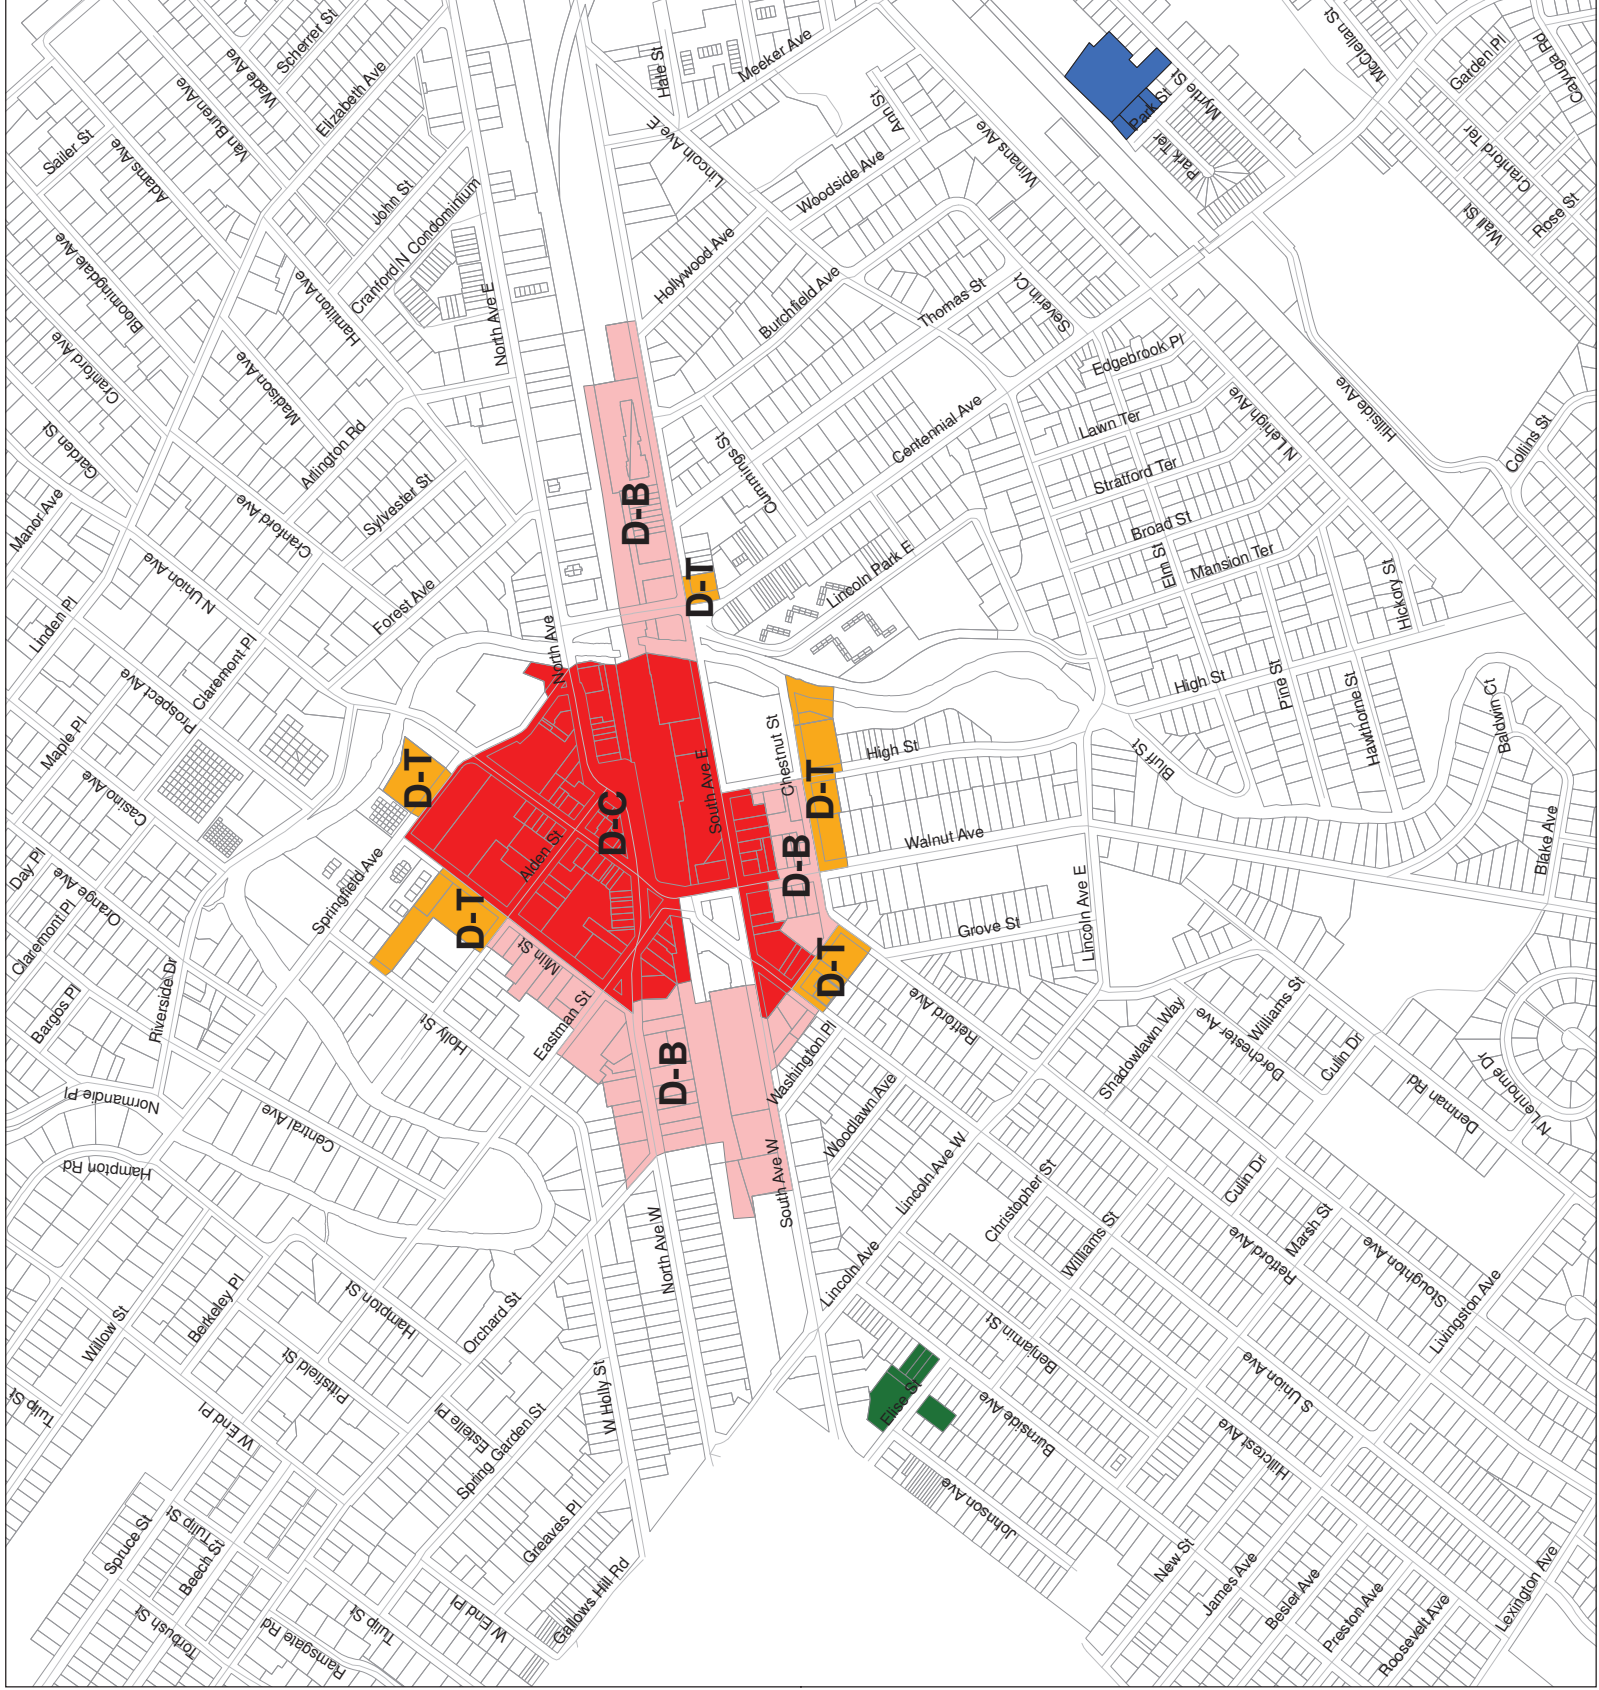 Scherrer St
Wade Ave
Elizabeth Ave
Van Buren Ave
Sailer St
Adams Ave
John St
Cranford N Condominium
Bloomingdale Ave
Hamilton Ave
North Ave E
Cranford Ave
Madison Ave
Garden St
Arlington Rd
Sylvester St
Cranford Ave
Manor Ave
N Union Ave
Forest Ave
Linden Pl
Claremont Pl
Prospect Ave
Maple Pl
Casino Ave
North Ave
Hale St
Meeker Ave
Lincoln Ave E
Ann St
Woodside Ave
Winans Ave
Hollywood Ave
Burchfield Ave
Thomas St
Severin Ct
Centennial Ave
Cummings St
Lincoln Park E
Park St
Myrtle St
Park Ter
McClellan St
Garden Pl
Cayuga Rd
Cranford Ter
Wall St
Rose St
Edgebrook Pl
Lawn Ter
Stratford Ter
N Lehigh Ave
Hillside Ave
Collins St
Broad St
Elm St
Mansion Ter
Hickory St
High St
Pine St
Hawthorne St
Baldwin Ct
Bluff St
Blake Ave
D-B
D-T
D-T
D-C
D-T
D-B
D-T
D-T
D-B
Chestnut St
High St
South Ave E
Walnut Ave
Alden St
Day Pl
Orange Ave
Claremont Pl
Springfield Ave
Miln St
Grove St
Lincoln Ave E
Riverside Dr
Bargos Pl
Holly St
Eastman St
Retford Ave
Washington Pl
Shadowlawn Way
Dorchester Ave
Williams St
Culin Dr
Denman Rd
N Lenhome Dr
Normandie Pl
Central Ave
Hampton Rd
Woodlawn Ave
South Ave W
Lincoln Ave W
Christopher St
Culin Dr
Marsh St
Williams St
Retford Ave
Stoughton Ave
Livingston Ave
North Ave W
Lincoln Ave
Willow St
Berkeley Pl
Hampton St
Orchard St
Pittsfield St
Tulip St
W End Pl
Estelle Pl
Spring Garden St
W Holly St
Benjamin St
Elise St
Burnside Ave
S Union Ave
Hillcrest Ave
Johnson Ave
Spruce St
Tulip St
Beech St
Greaves Pl
Torbush St
Ramsgate Rd
Tulip St
W End Pl
Gallows Hill Rd
New St
James Ave
Besler Ave
Preston Ave
Roosevelt Ave
Lexington Ave